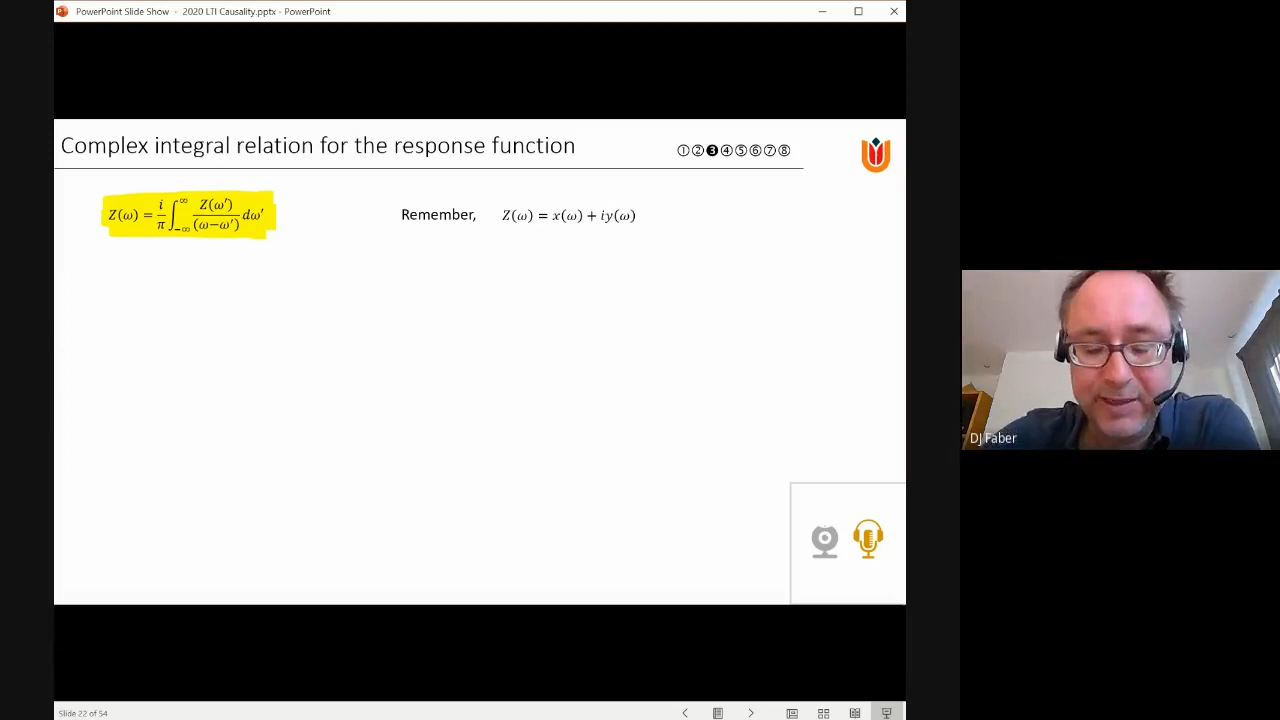 PowerPoint Slide Show - 2020 LTI Causality.pptx - PowerPoint
Complex integral relation for the response function
①②❸④⑤⑥⑦⑧
Z(ω) = i/π ∫_{-∞}^{∞} Z(ω′)/(ω−ω′) dω′
Remember, Z(ω) = x(ω) + iy(ω)
DJ Faber
Slide 22 of 54